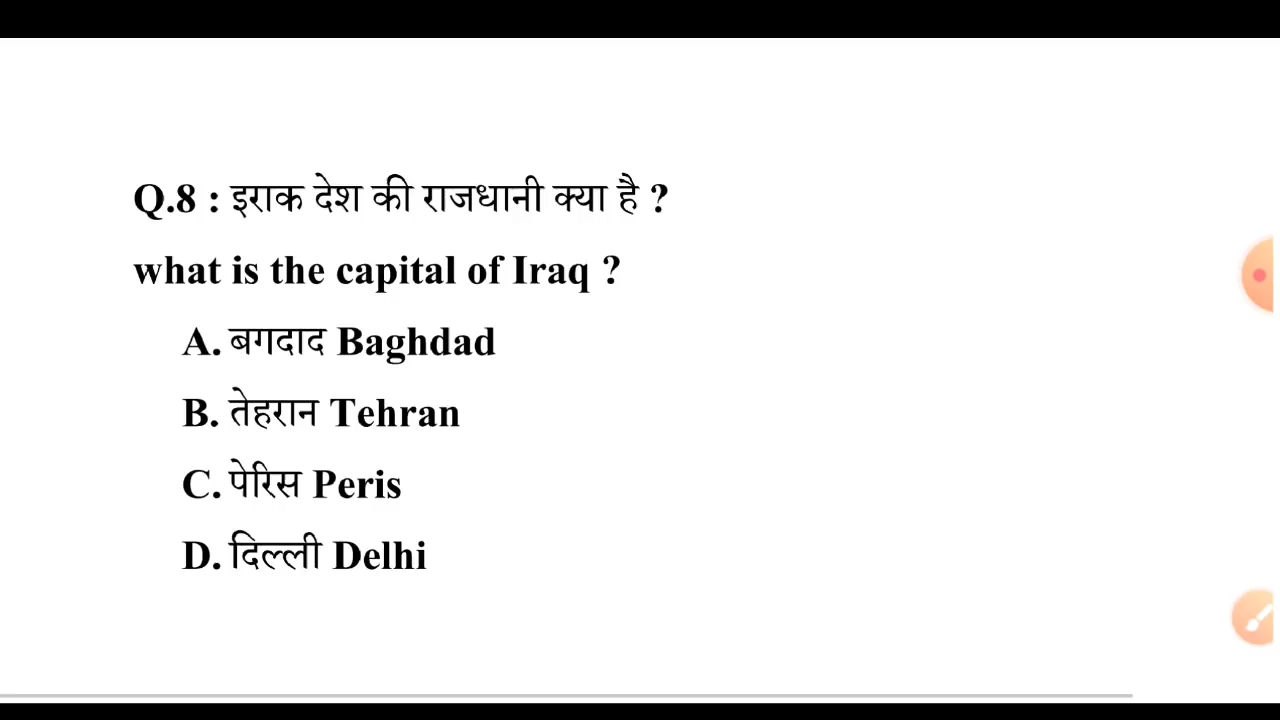 Q.8 : इराक देश की राजधानी क्या है ?
what is the capital of Iraq ?
A. बगदाद Baghdad
B. तेहरान Tehran
C. पेरिस Peris
D. दिल्ली Delhi